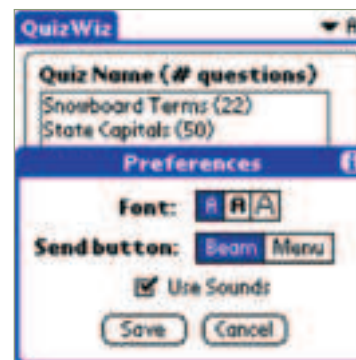 QuizWiz
Quiz Name (# questions)
Snowboard Terms (22)
State Capitals (50)
Preferences
Font: A A A
Send button: Beam Menu
Use Sounds
Save Cancel